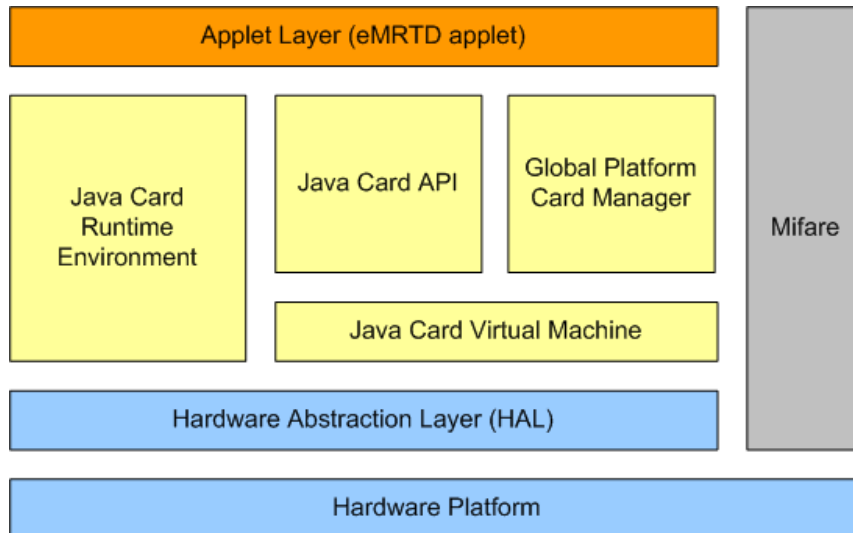 Applet Layer (eMRTD applet)
Java Card
Runtime
Environment
Java Card API
Global Platform
Card Manager
Mifare
Java Card Virtual Machine
Hardware Abstraction Layer (HAL)
Hardware Platform